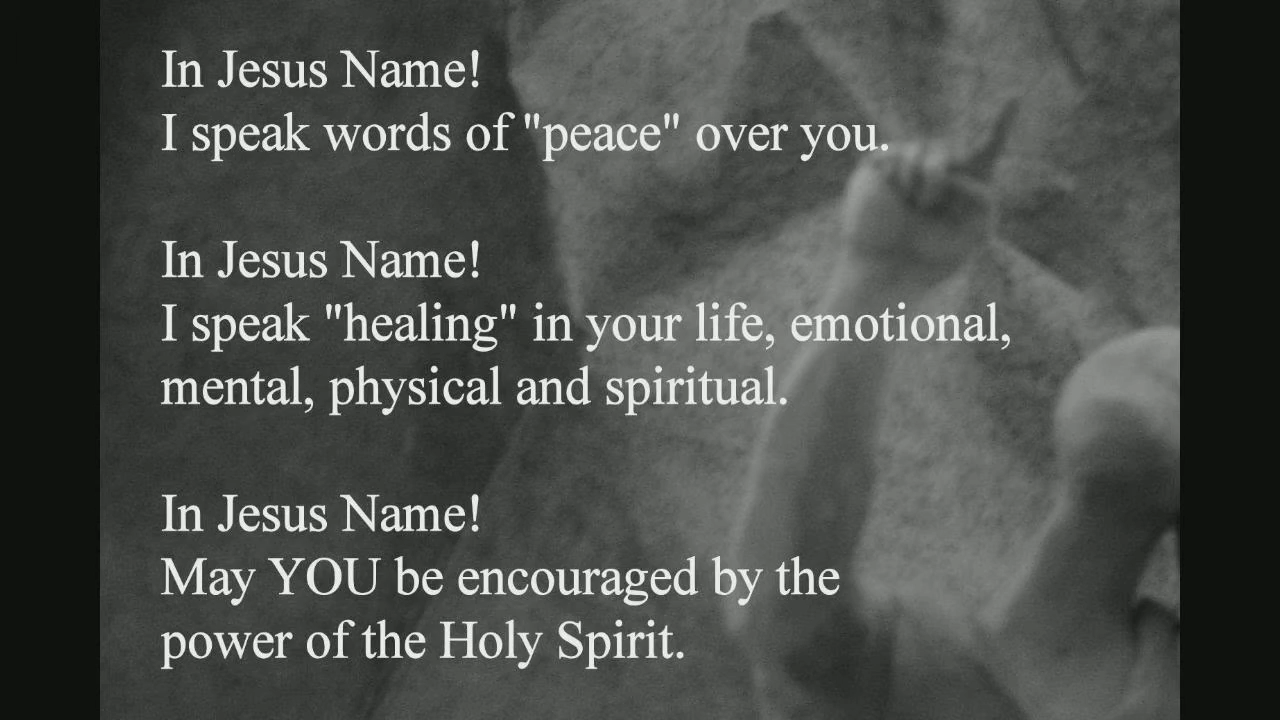 In Jesus Name!
I speak words of "peace" over you.
In Jesus Name!
I speak "healing" in your life, emotional,
mental, physical and spiritual.
In Jesus Name!
May YOU be encouraged by the
power of the Holy Spirit.